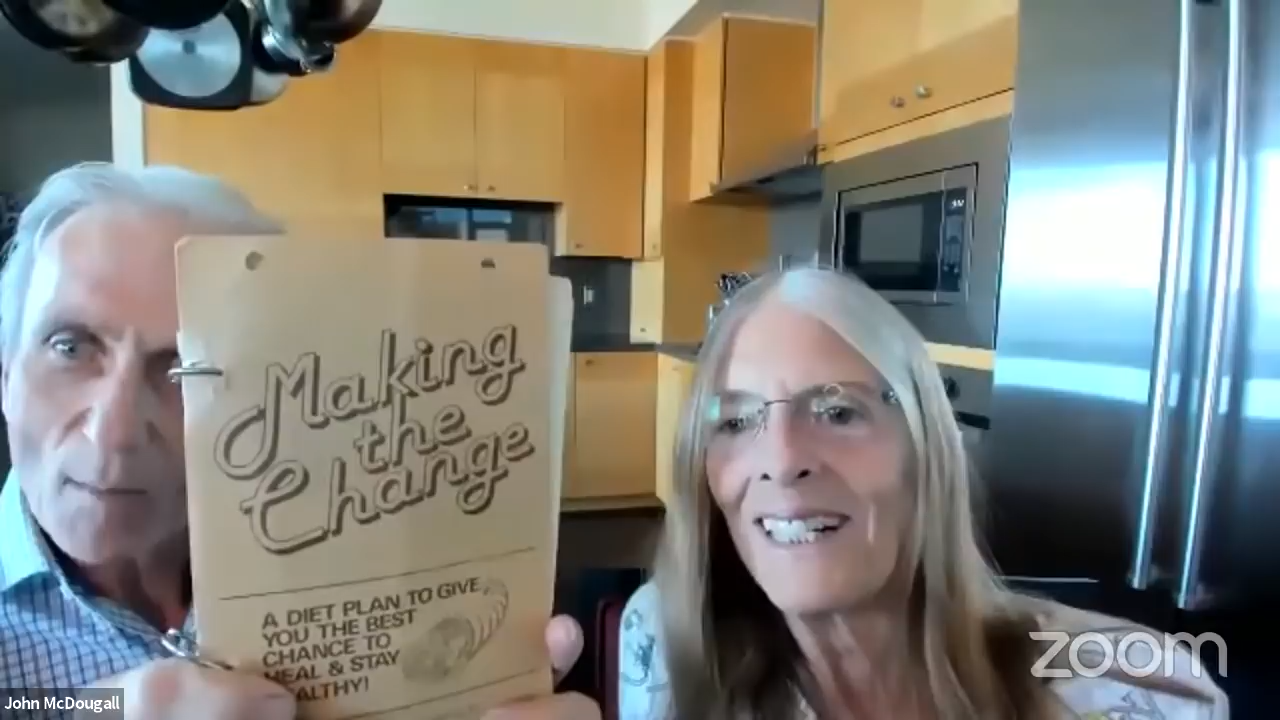 Making
the
Change
A DIET PLAN TO GIVE
YOU THE BEST
CHANCE TO
HEAL & STAY
HEALTHY!
zoom
John McDougall